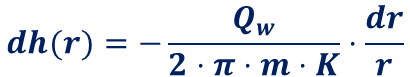 dh(r) = − Q_w / (2 · π · m · K) · dr / r